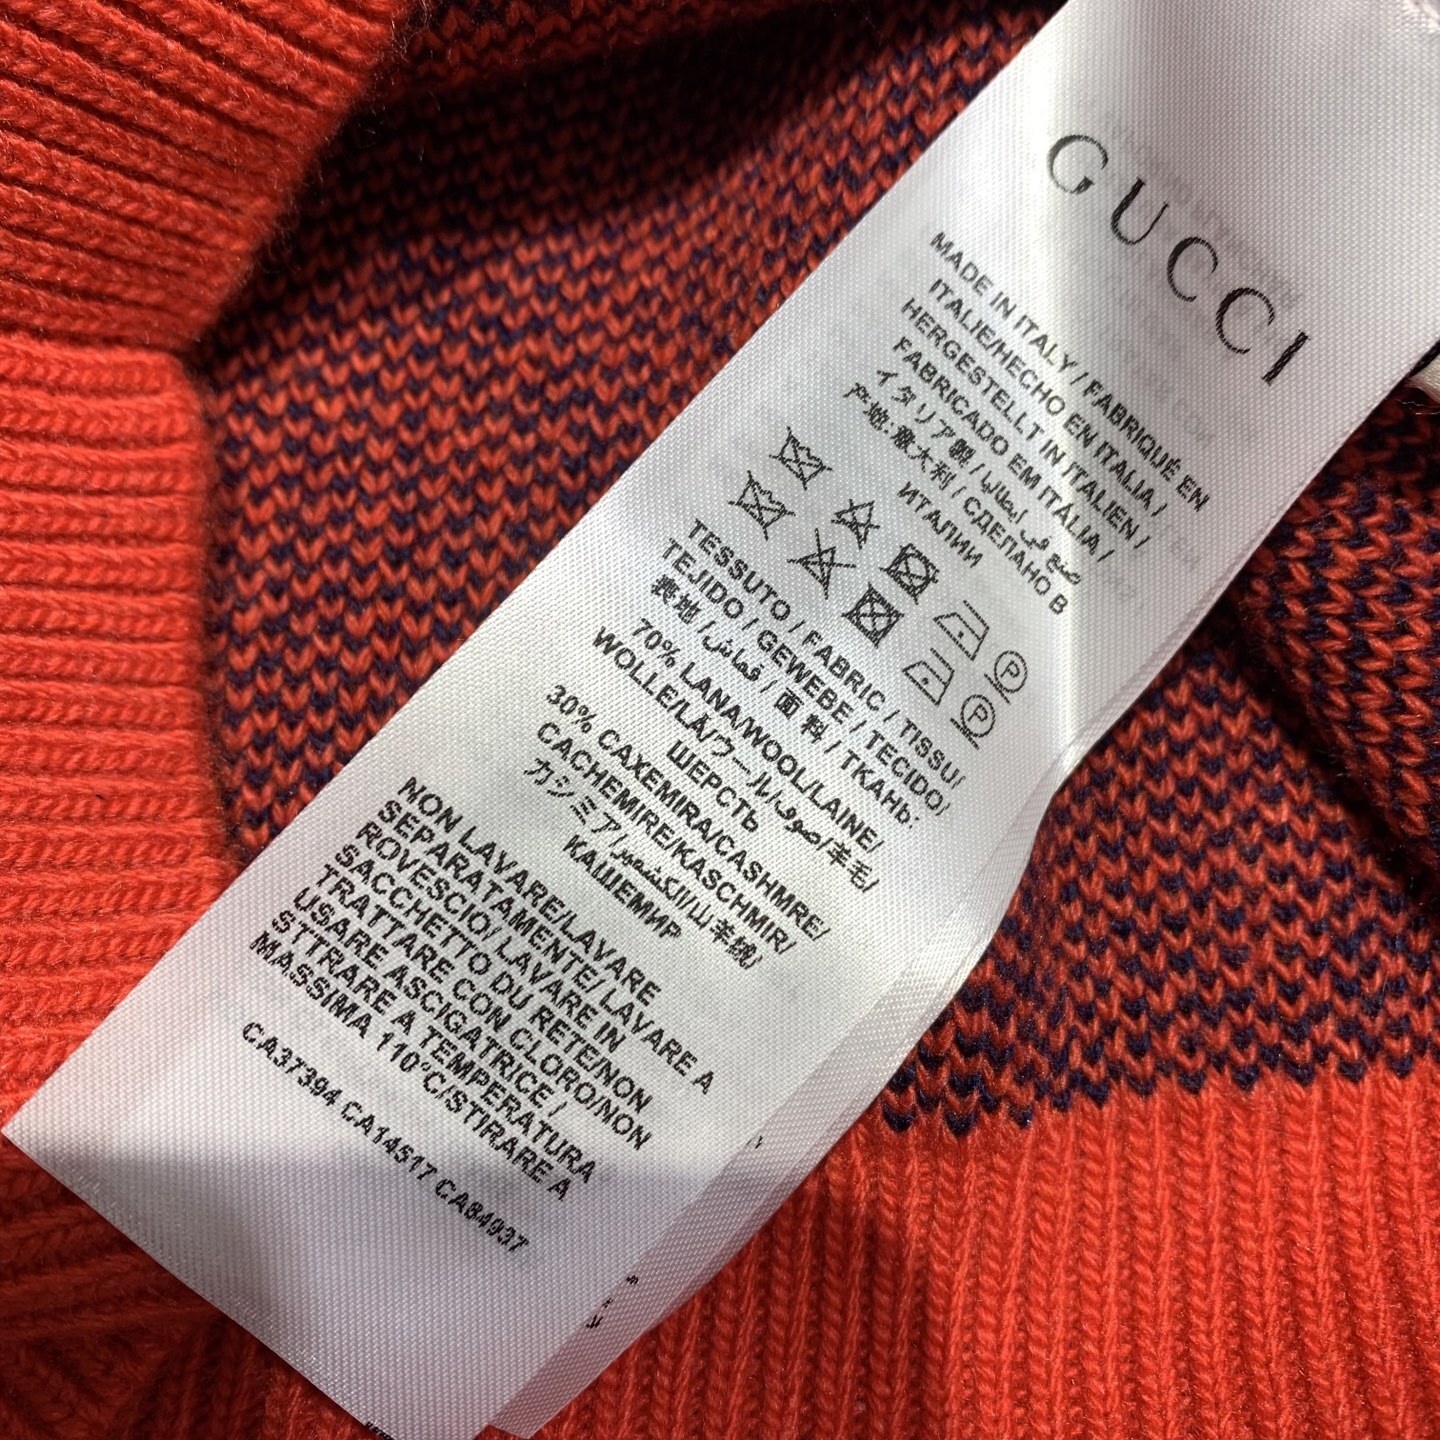 GUCCI
MADE IN ITALY / FABRIQUÉ EN
ITALIE/HECHO EN ITALIA /
HERGESTELLT IN ITALIEN /
FABRICADO EM ITALIA /
イタリア製 / صنع في إيطاليا
产地: 意大利 / СДЕЛАНО В
ИТАЛИИ
P
P
TESSUTO / FABRIC / TISSU/
TEJIDO / GEWEBE / TECIDO/
表地 / قماش / 面料 / ТКАНЬ:
70% LANA/WOOL/LAINE/
WOLLE/LÃ/ウール/صوف/羊毛/
ШЕРСТЬ
30% CAXEMIRA/CASHMRE/
CACHEMIRE/KASCHMIR/
カシミア/الكشمير/山羊绒/
КАШЕМИР
NON LAVARE/LAVARE
SEPARATAMENTE/ LAVARE A
ROVESCIO/ LAVARE IN
SACCHETTO DU RETE/NON
TRATTARE CON CLORO/NON
USARE ASCIGATRICE /
STTRARE A TEMPERATURA
MASSIMA 110°C/STIRARE A
CA37394 CA14517 CA84937